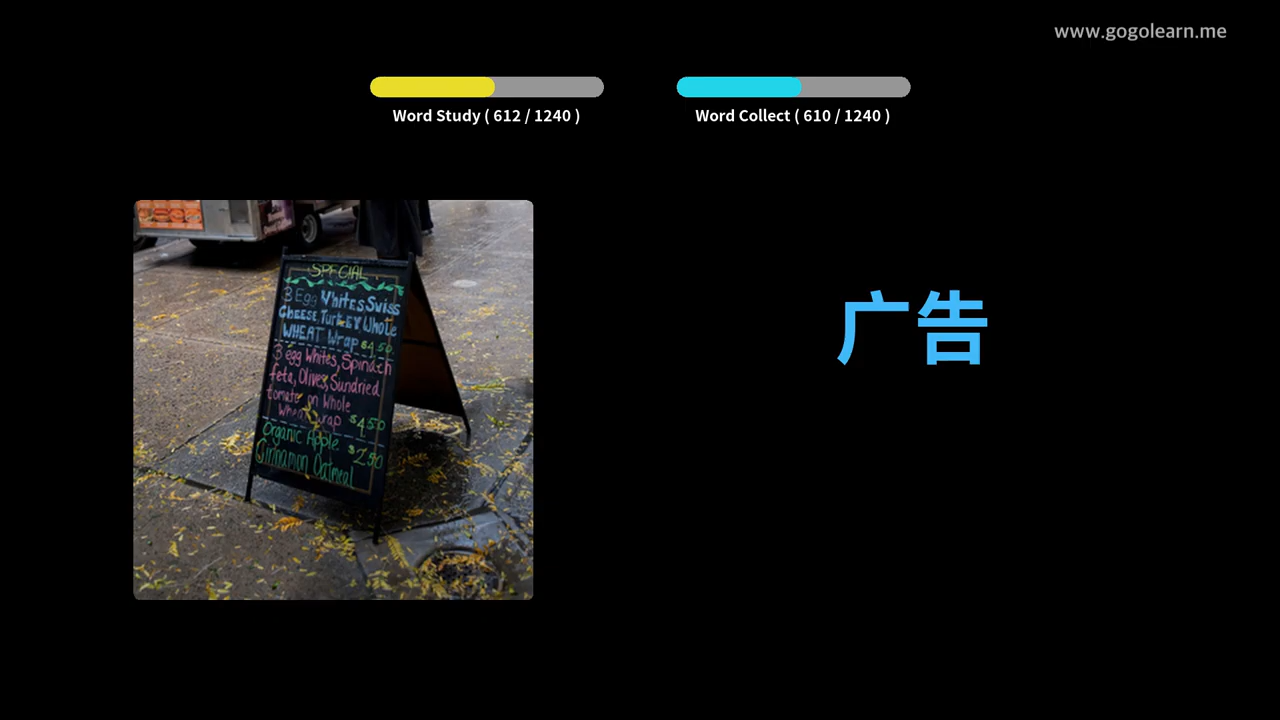 www.gogolearn.me
Word Study ( 612 / 1240 )
Word Collect ( 610 / 1240 )
SPECIAL
3 Egg Whites, Swiss
Cheese, Turkey Whole
WHEAT Wrap $4.50
3 egg Whites, Spinach
feta, Olives, Sundried
tomato on Whole
Wheat Wrap $4.50
Organic Apple $2.50
Cinnamon Oatmeal
广告